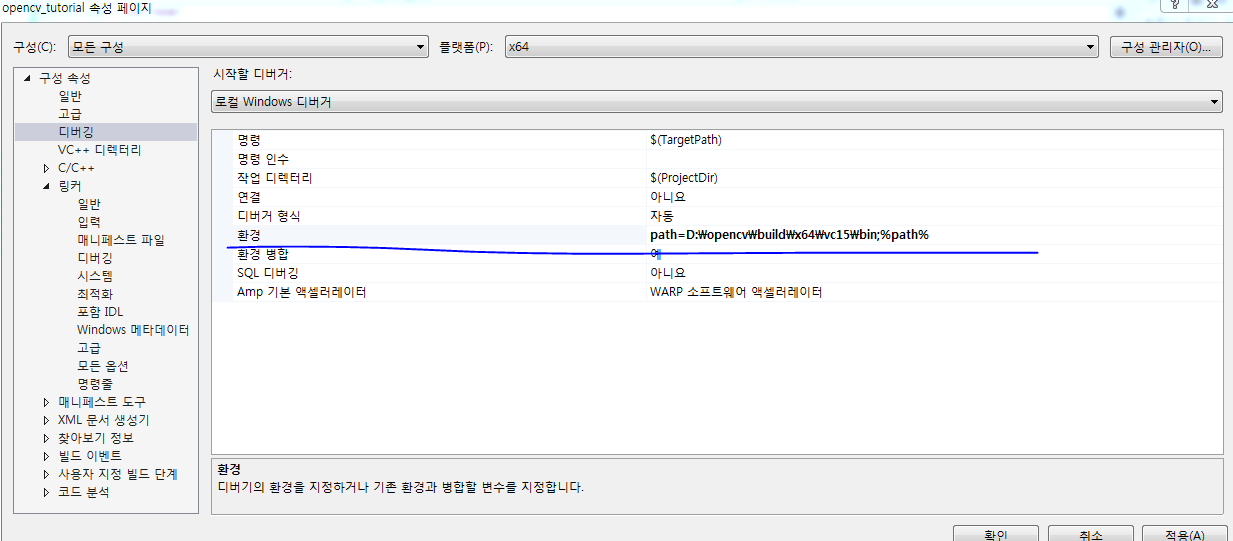 opencv_tutorial 속성 페이지
구성(C): 모든 구성 플랫폼(P): x64 구성 관리자(O)...
시작할 디버거:
로컬 Windows 디버거
구성 속성
일반
고급
디버깅
VC++ 디렉터리
C/C++
링커
일반
입력
매니페스트 파일
디버깅
시스템
최적화
포함 IDL
Windows 메타데이터
고급
모든 옵션
명령줄
매니페스트 도구
XML 문서 생성기
찾아보기 정보
빌드 이벤트
사용자 지정 빌드 단계
코드 분석
명령 $(TargetPath)
명령 인수
작업 디렉터리 $(ProjectDir)
연결 아니요
디버거 형식 자동
환경 path=D:₩opencv₩build₩x64₩vc15₩bin;%path%
환경 병합 예
SQL 디버깅 아니요
Amp 기본 액셀러레이터 WARP 소프트웨어 액셀러레이터
환경
디버기의 환경을 지정하거나 기존 환경과 병합할 변수를 지정합니다.
확인 취소 적용(A)